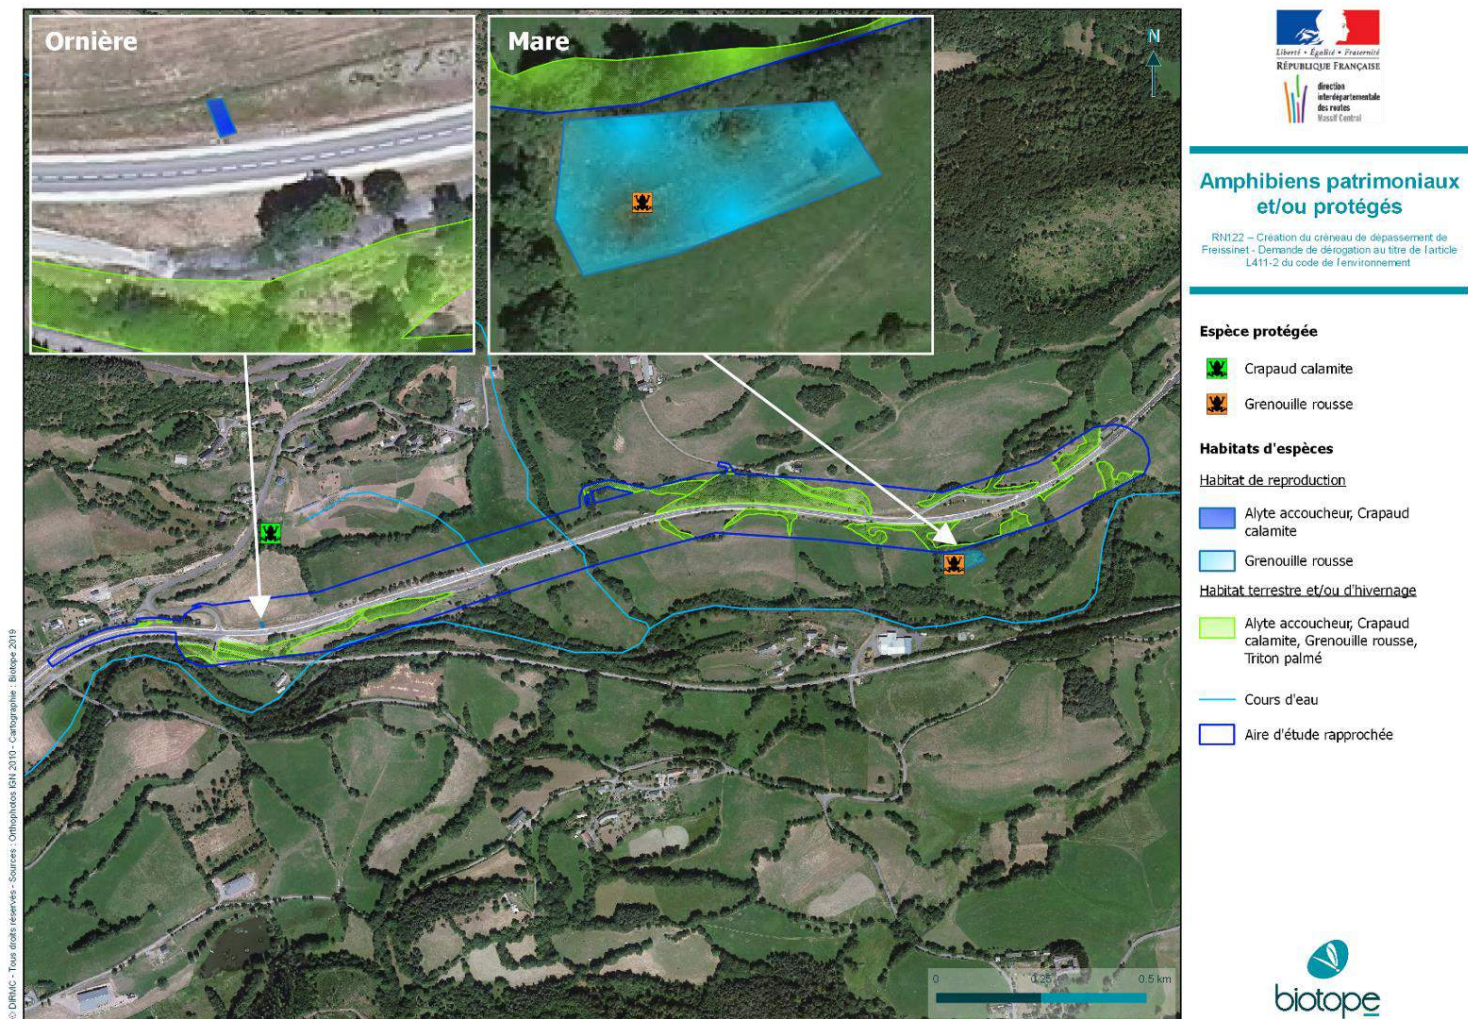 Ornière
Mare
N
Liberté • Égalité • Fraternité
RÉPUBLIQUE FRANÇAISE
direction
interdépartementale
des routes
Massif Central
Amphibiens patrimoniaux
et/ou protégés
RN122 – Création du créneau de dépassement de
Freissinet - Demande de dérogation au titre de l'article
L411-2 du code de l'environnement
Espèce protégée
Crapaud calamite
Grenouille rousse
Habitats d'espèces
Habitat de reproduction
Alyte accoucheur, Crapaud
calamite
Grenouille rousse
Habitat terrestre et/ou d'hivernage
Alyte accoucheur, Crapaud
calamite, Grenouille rousse,
Triton palmé
Cours d'eau
Aire d'étude rapprochée
0 0,25 0,5 km
biotope
© DIRMC - Tous droits réservés - Sources : Orthophotos IGN 2010 - Cartographie : Biotope 2019